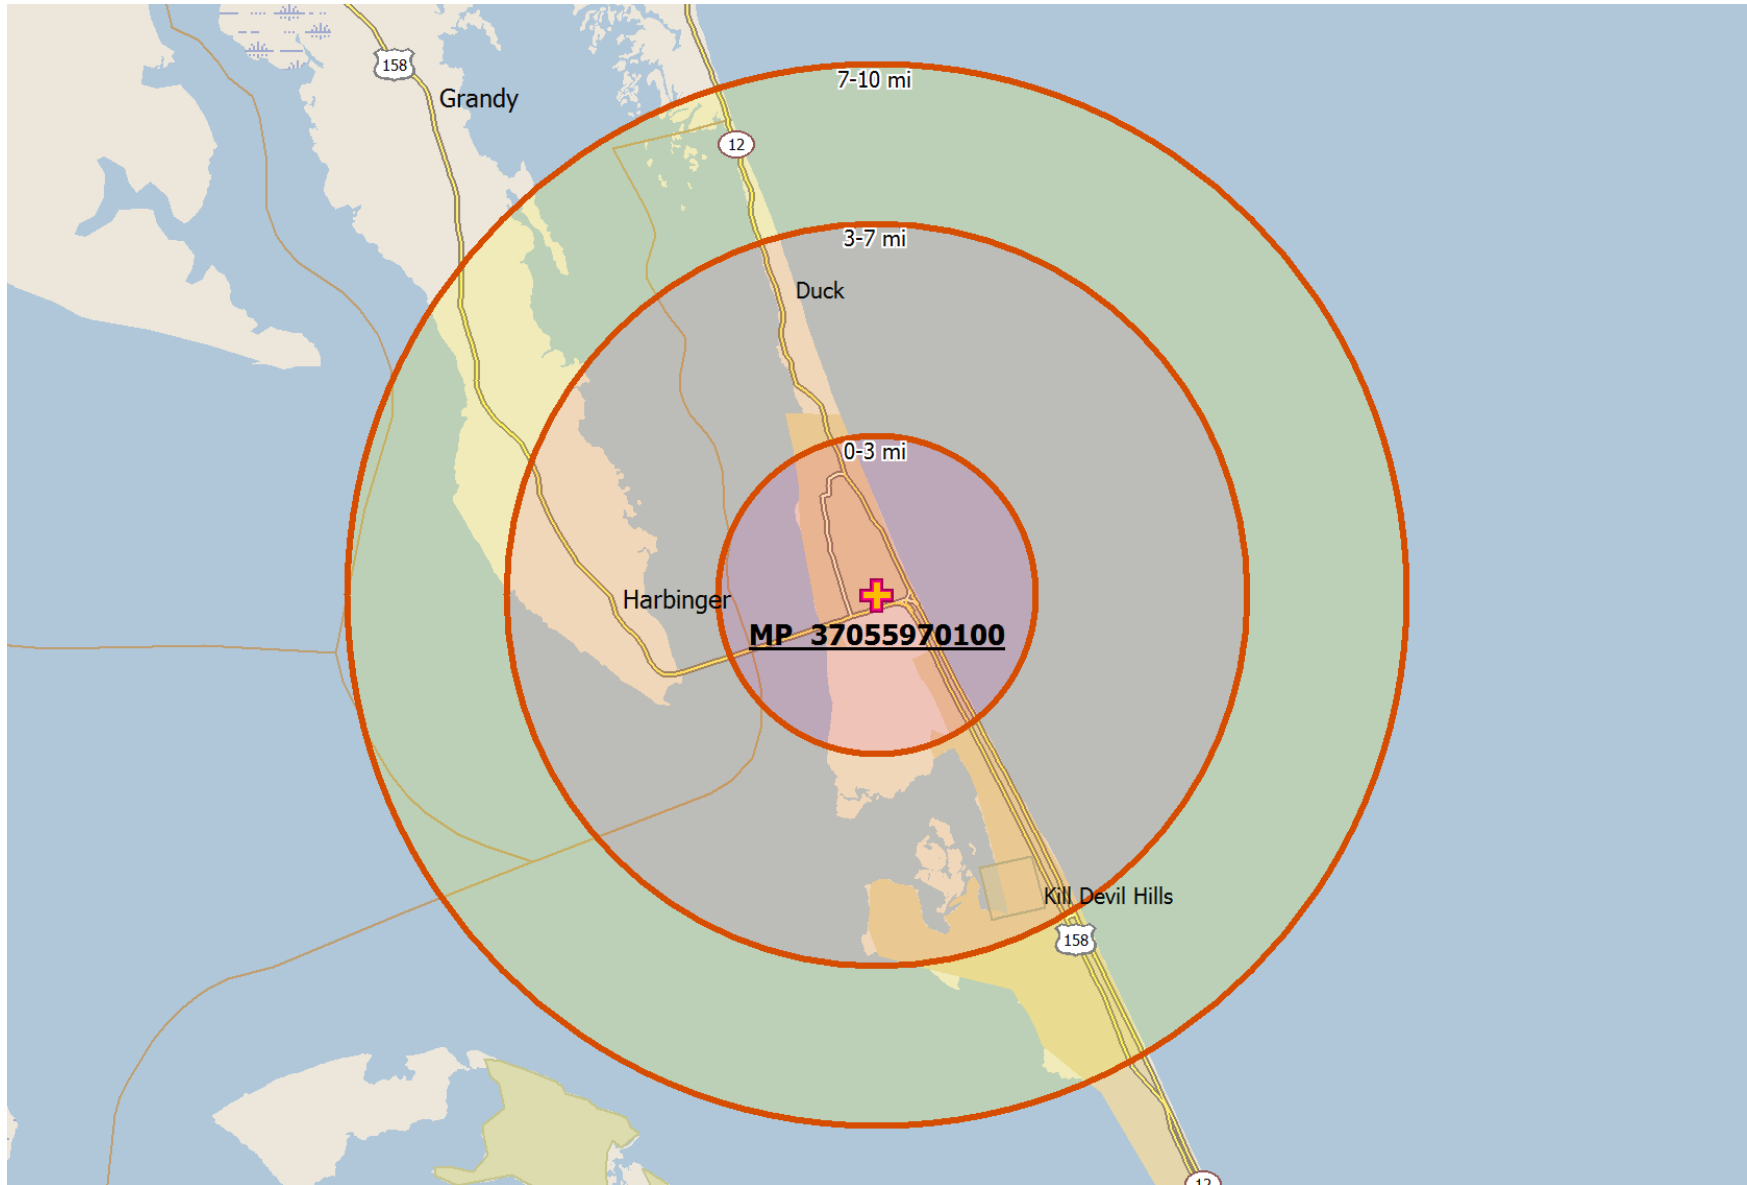 7-10 mi
158
Grandy
12
3-7 mi
Duck
0-3 mi
Harbinger
MP 37055970100
Kill Devil Hills
158
12